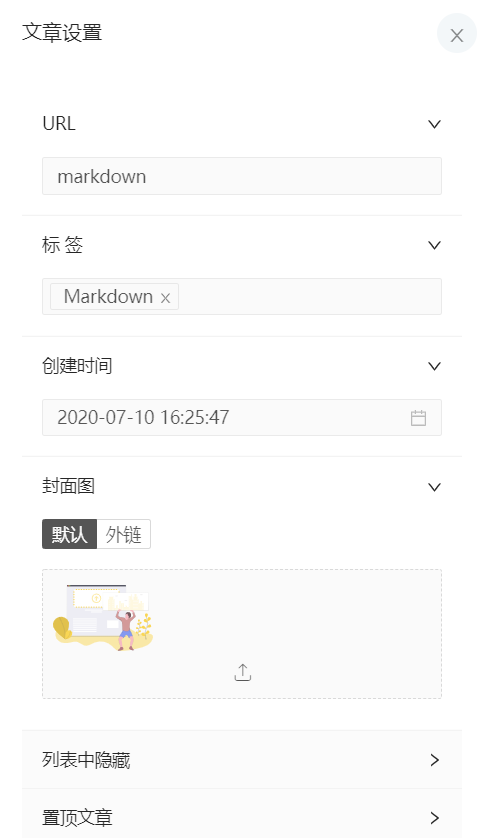 文章设置
URL
markdown
标 签
Markdown
创建时间
2020-07-10 16:25:47
封面图
默认 外链
列表中隐藏
置顶文章